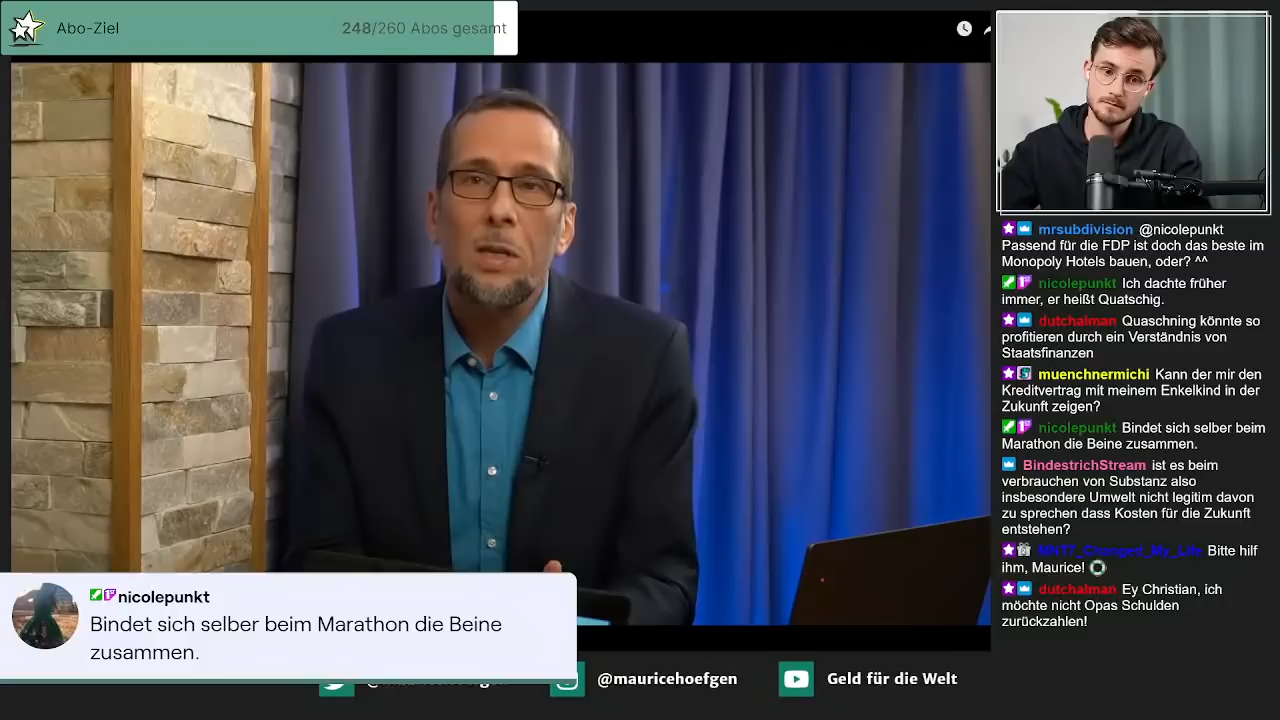 Abo-Ziel
248/260 Abos gesamt
mrsubdivision @nicolepunkt
Passend für die FDP ist doch das beste im
Monopoly Hotels bauen, oder? ^^
nicolepunkt Ich dachte früher
immer, er heißt Quatschig.
dutchalman Quaschning könnte so
profitieren durch ein Verständnis von
Staatsfinanzen
muenchnermichi Kann der mir den
Kreditvertrag mit meinem Enkelkind in der
Zukunft zeigen?
nicolepunkt Bindet sich selber beim
Marathon die Beine zusammen.
BindestrichStream ist es beim
verbrauchen von Substanz also
insbesondere Umwelt nicht legitim davon
zu sprechen dass Kosten für die Zukunft
entstehen?
Bitte hilf
ihm, Maurice!
dutchalman Ey Christian, ich
möchte nicht Opas Schulden
zurückzahlen!
nicolepunkt
Bindet sich selber beim Marathon die Beine
zusammen.
@mauricehoefgen
Geld für die Welt